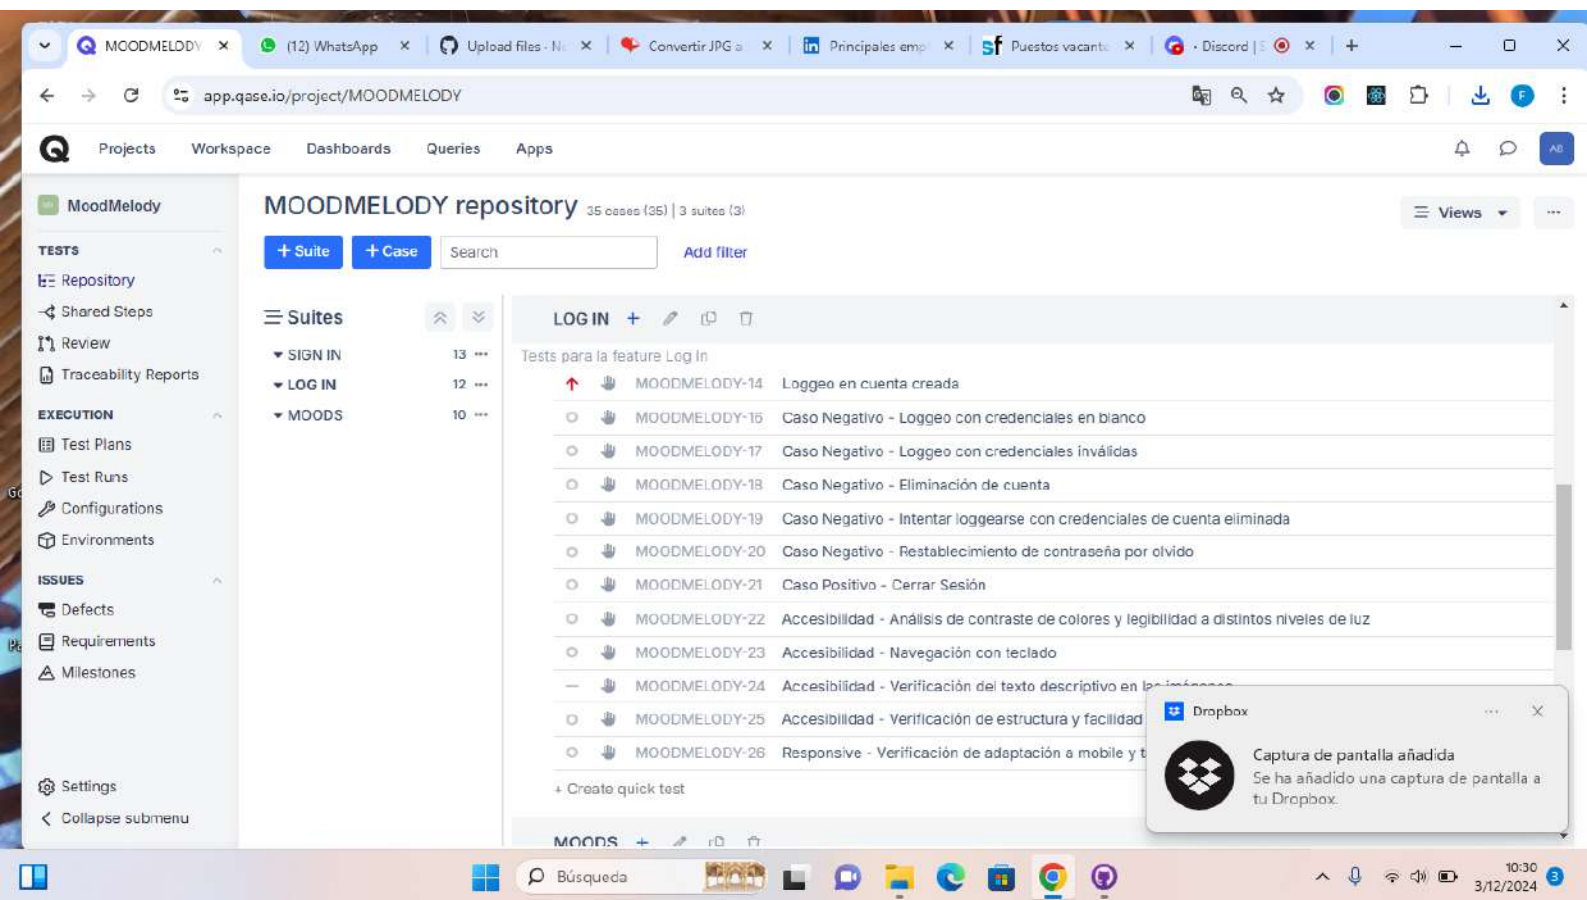 MOODMELODY
(12) WhatsApp
Upload files - N
Convertir JPG a
Principales emp
Puestos vacant
· Discord |
app.qase.io/project/MOODMELODY
F
Projects
Workspace
Dashboards
Queries
Apps
AB
MoodMelody
MOODMELODY repository 35 cases (35) | 3 suites (3)
Views
TESTS
+ Suite
+ Case
Search
Add filter
Repository
Shared Steps
Review
Traceability Reports
EXECUTION
Test Plans
Test Runs
Configurations
Environments
ISSUES
Defects
Requirements
Milestones
Settings
Collapse submenu
Suites
SIGN IN 13
LOG IN 12
MOODS 10
LOG IN
Tests para la feature Log In
MOODMELODY-14 Loggeo en cuenta creada
MOODMELODY-16 Caso Negativo - Loggeo con credenciales en blanco
MOODMELODY-17 Caso Negativo - Loggeo con credenciales inválidas
MOODMELODY-18 Caso Negativo - Eliminación de cuenta
MOODMELODY-19 Caso Negativo - Intentar loggearse con credenciales de cuenta eliminada
MOODMELODY-20 Caso Negativo - Restablecimiento de contraseña por olvido
MOODMELODY-21 Caso Positivo - Cerrar Sesión
MOODMELODY-22 Accesibilidad - Análisis de contraste de colores y legibilidad a distintos niveles de luz
MOODMELODY-23 Accesibilidad - Navegación con teclado
MOODMELODY-24 Accesibilidad - Verificación del texto descriptivo en las imágenes
MOODMELODY-25 Accesibilidad - Verificación de estructura y facilidad
MOODMELODY-26 Responsive - Verificación de adaptación a mobile y t
+ Create quick test
MOODS
Dropbox
Captura de pantalla añadida
Se ha añadido una captura de pantalla a
tu Dropbox.
Búsqueda
10:30
3/12/2024
3